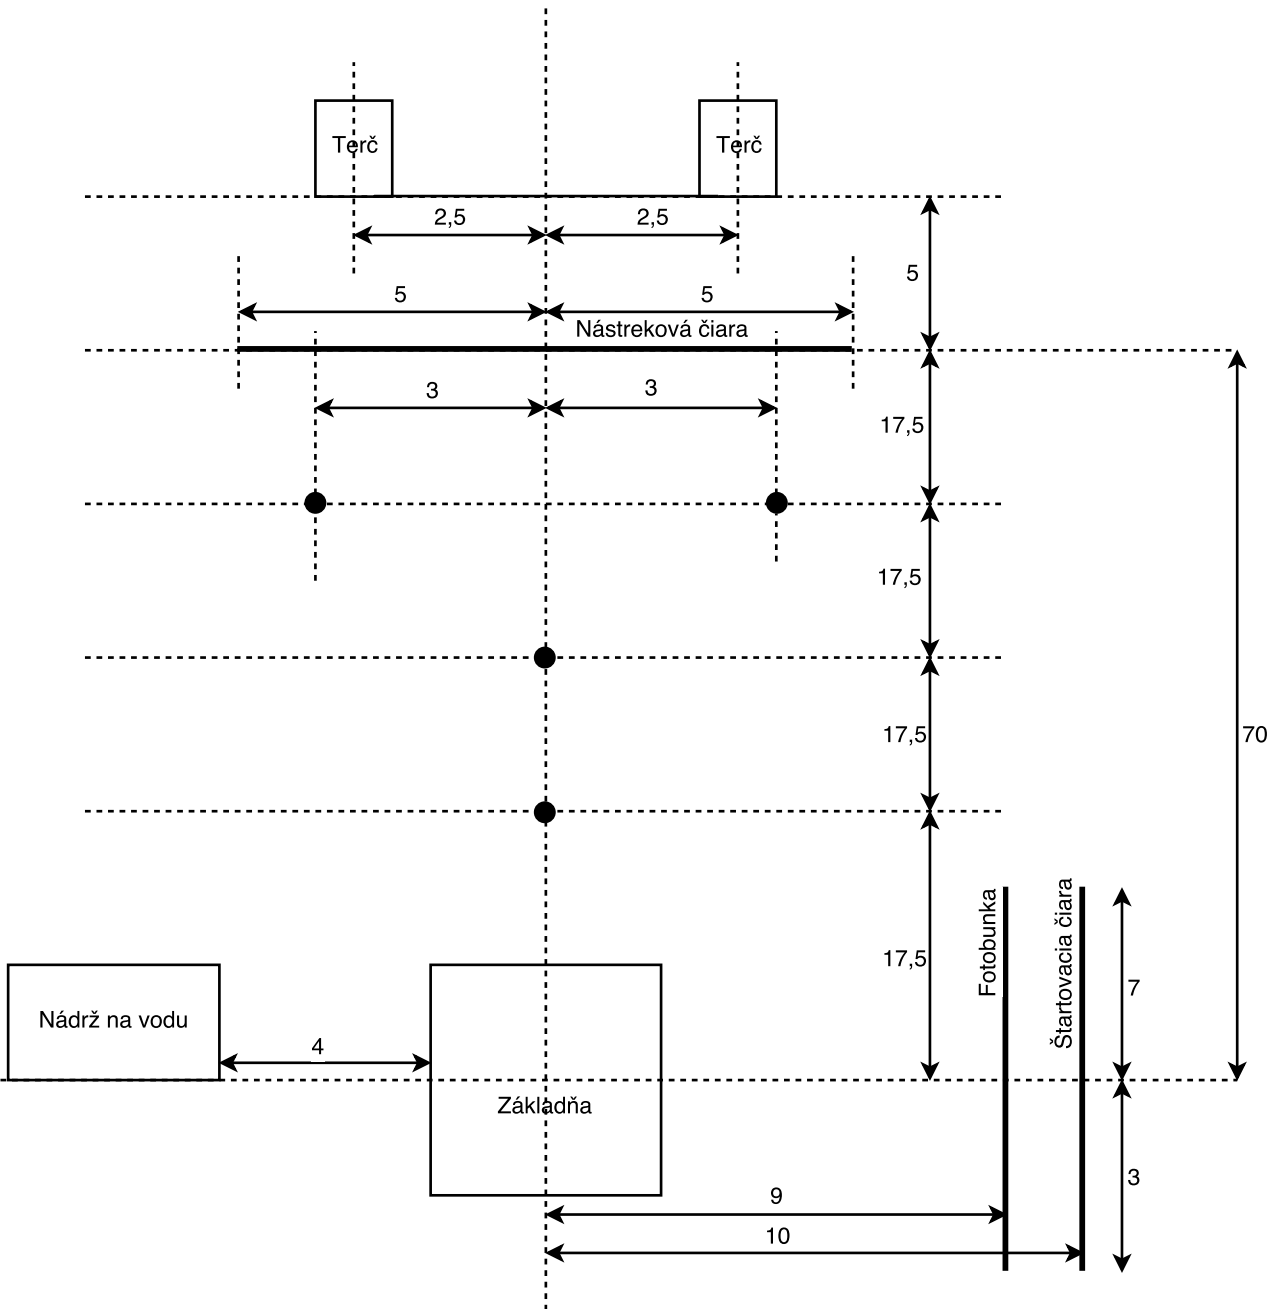 Terč
Terč
2,5
2,5
5
5
5
Nástreková čiara
3
3
17,5
17,5
17,5
70
17,5
Fotobunka
Štartovacia čiara
7
Nádrž na vodu
4
Základňa
3
9
10